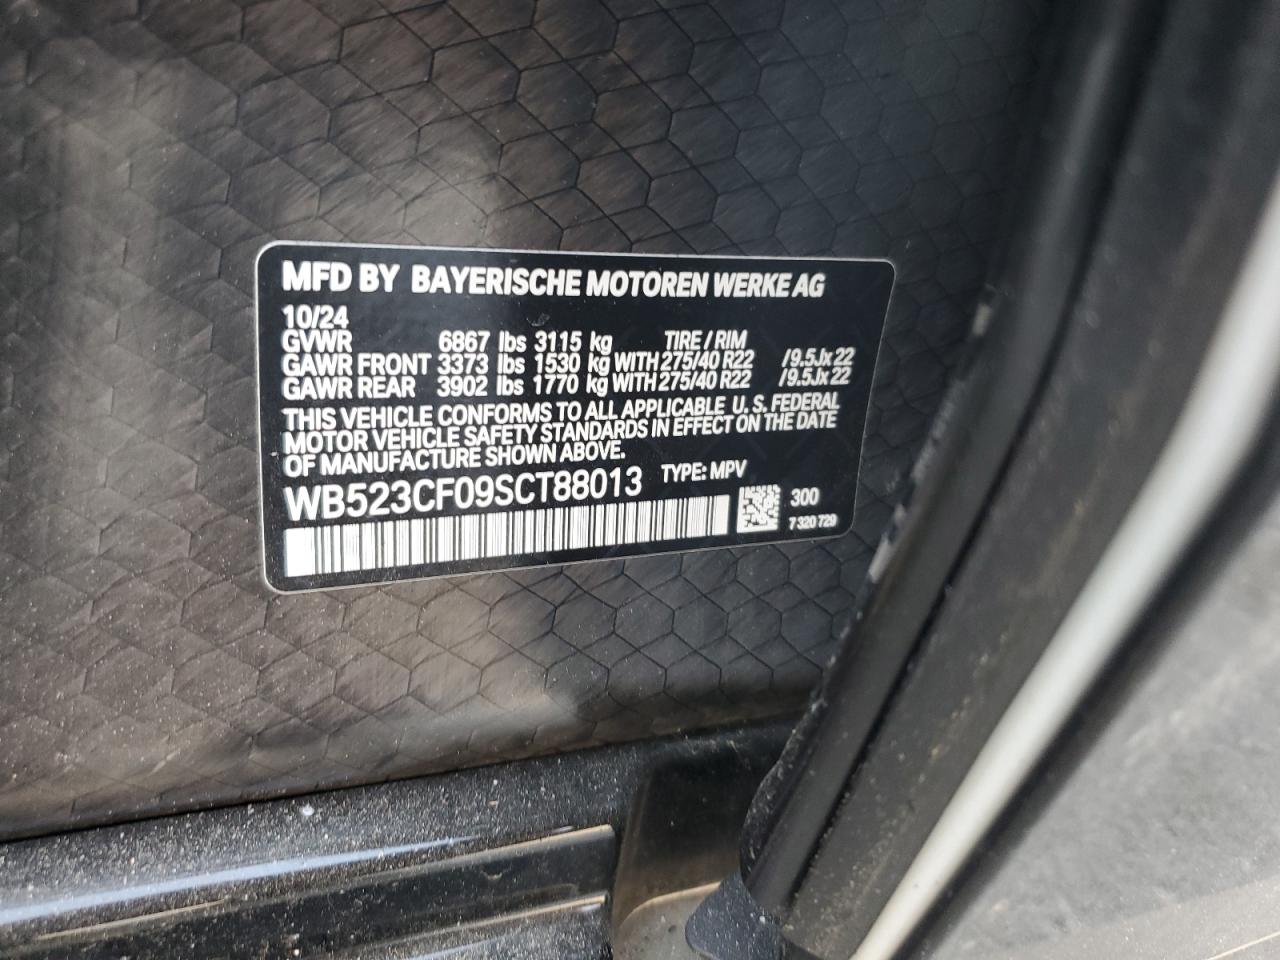 MFD BY BAYERISCHE MOTOREN WERKE AG
10/24
GVWR 6867 lbs 3115 kg TIRE / RIM
GAWR FRONT 3373 lbs 1530 kg WITH 275/40 R22 /9.5Jx22
GAWR REAR 3902 lbs 1770 kg WITH 275/40 R22 /9.5Jx22
THIS VEHICLE CONFORMS TO ALL APPLICABLE U.S. FEDERAL
MOTOR VEHICLE SAFETY STANDARDS IN EFFECT ON THE DATE
OF MANUFACTURE SHOWN ABOVE.
WB523CF09SCT88013 TYPE: MPV
300
7 320 729